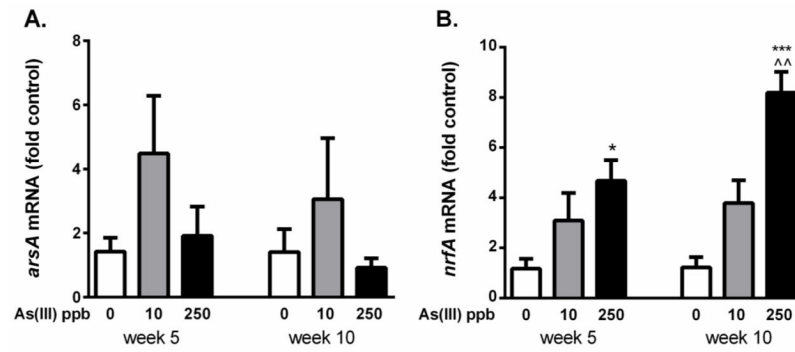 A.
arsA mRNA (fold control)
8
6
4
2
0
As(III) ppb 0 10 250 0 10 250
week 5 week 10
B.
nrfA mRNA (fold control)
10
8
6
4
2
0
*
***
^^
As(III) ppb 0 10 250 0 10 250
week 5 week 10